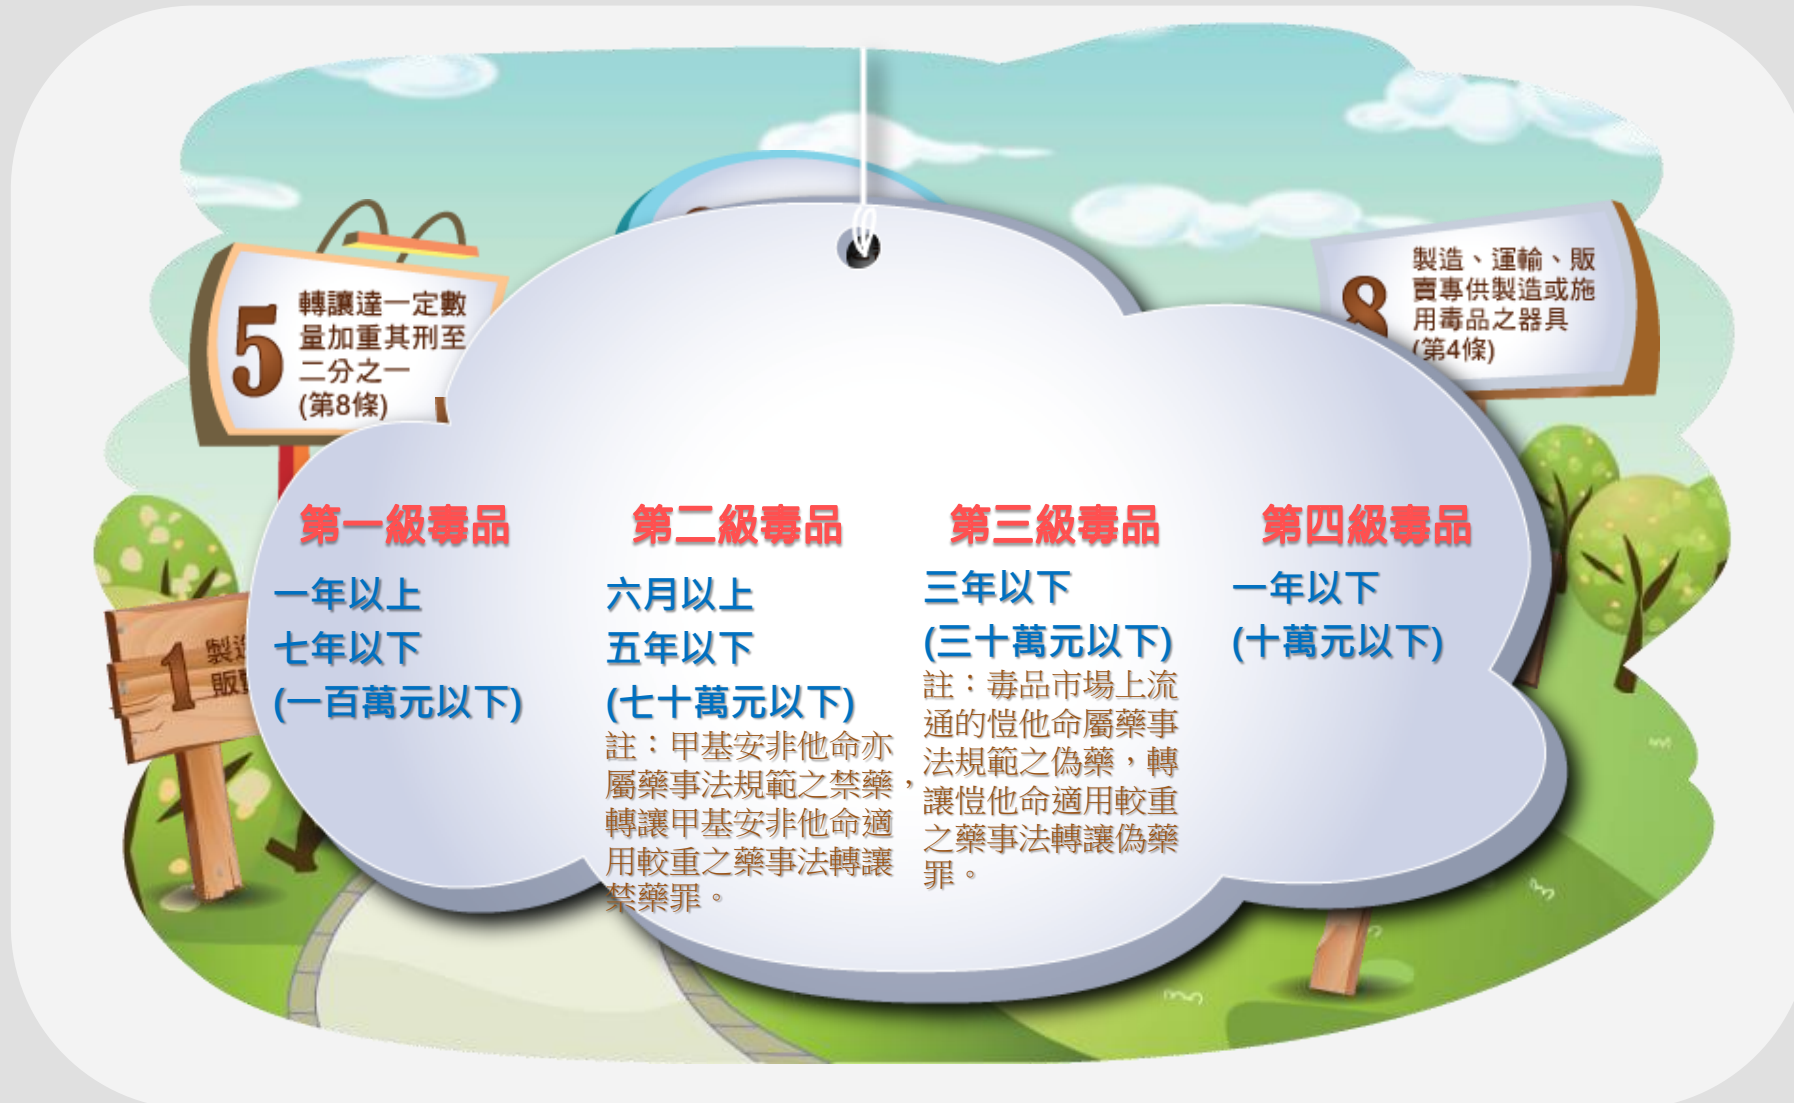 5
轉讓達一定數
量加重其刑至
二分之一
(第8條)
8
製造、運輸、販
賣專供製造或施
用毒品之器具
(第4條)
1
製造
販
第一級毒品
一年以上
七年以下
(一百萬元以下)
第二級毒品
六月以上
五年以下
(七十萬元以下)
註：甲基安非他命亦
屬藥事法規範之禁藥，
轉讓甲基安非他命適
用較重之藥事法轉讓
禁藥罪。
第三級毒品
三年以下
(三十萬元以下)
註：毒品市場上流
通的愷他命屬藥事
法規範之偽藥，轉
讓愷他命適用較重
之藥事法轉讓偽藥
罪。
第四級毒品
一年以下
(十萬元以下)